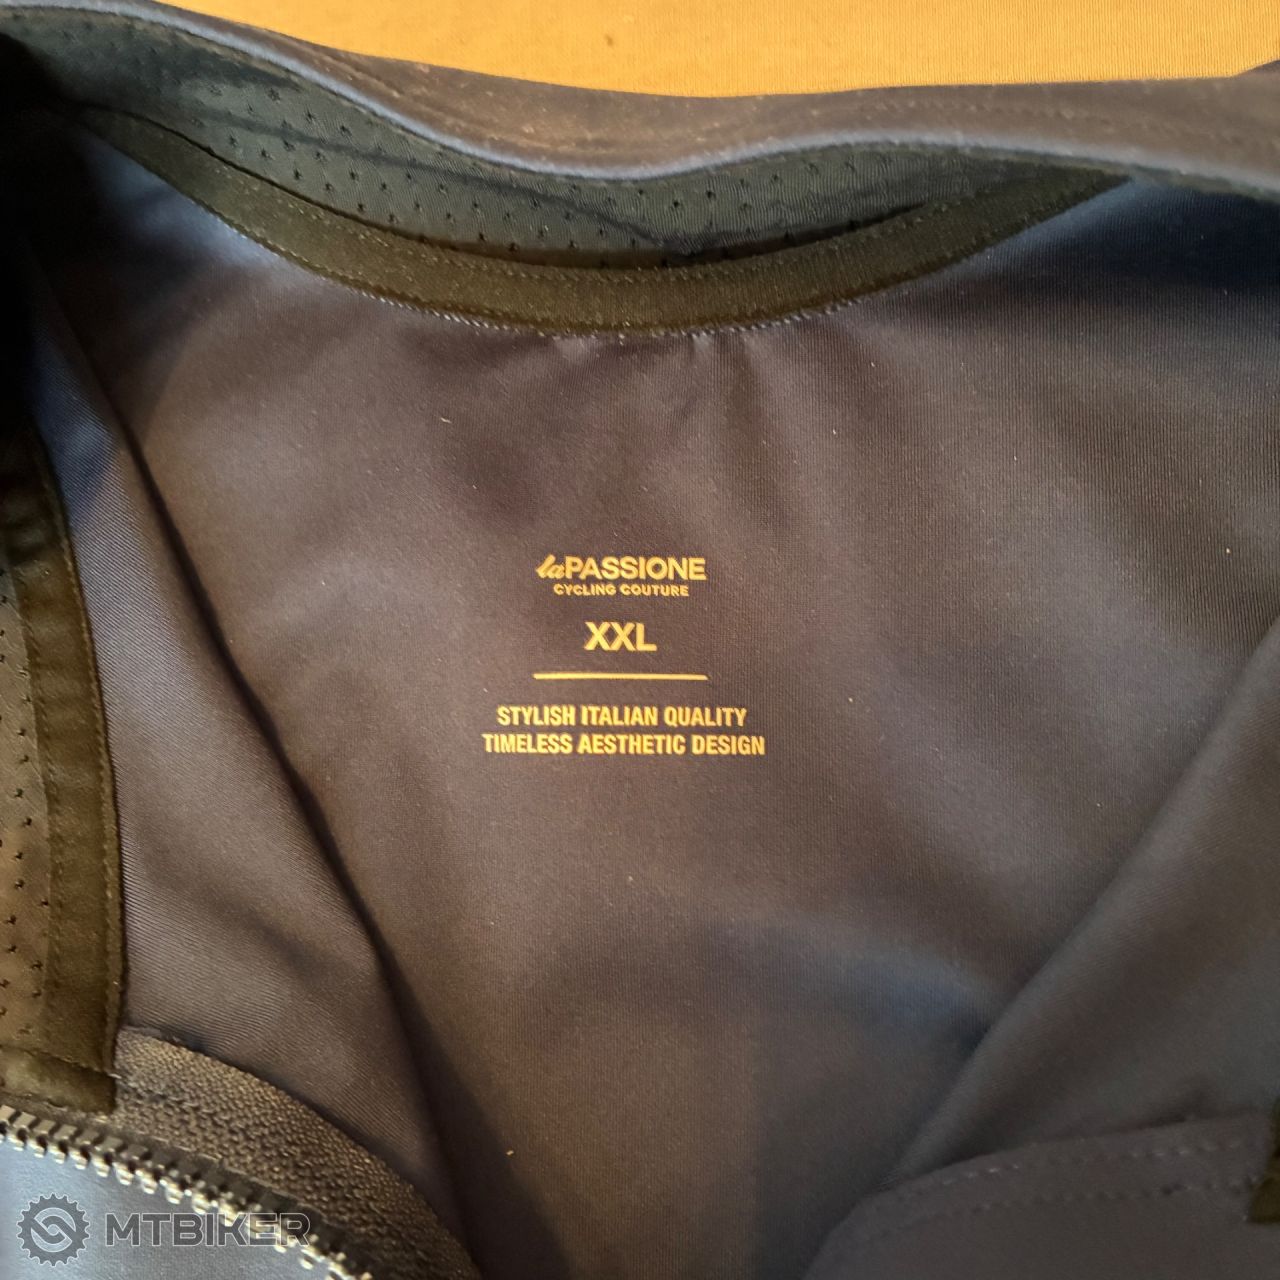 laPASSIONE
CYCLING COUTURE
XXL
STYLISH ITALIAN QUALITY
TIMELESS AESTHETIC DESIGN
MTBIKER